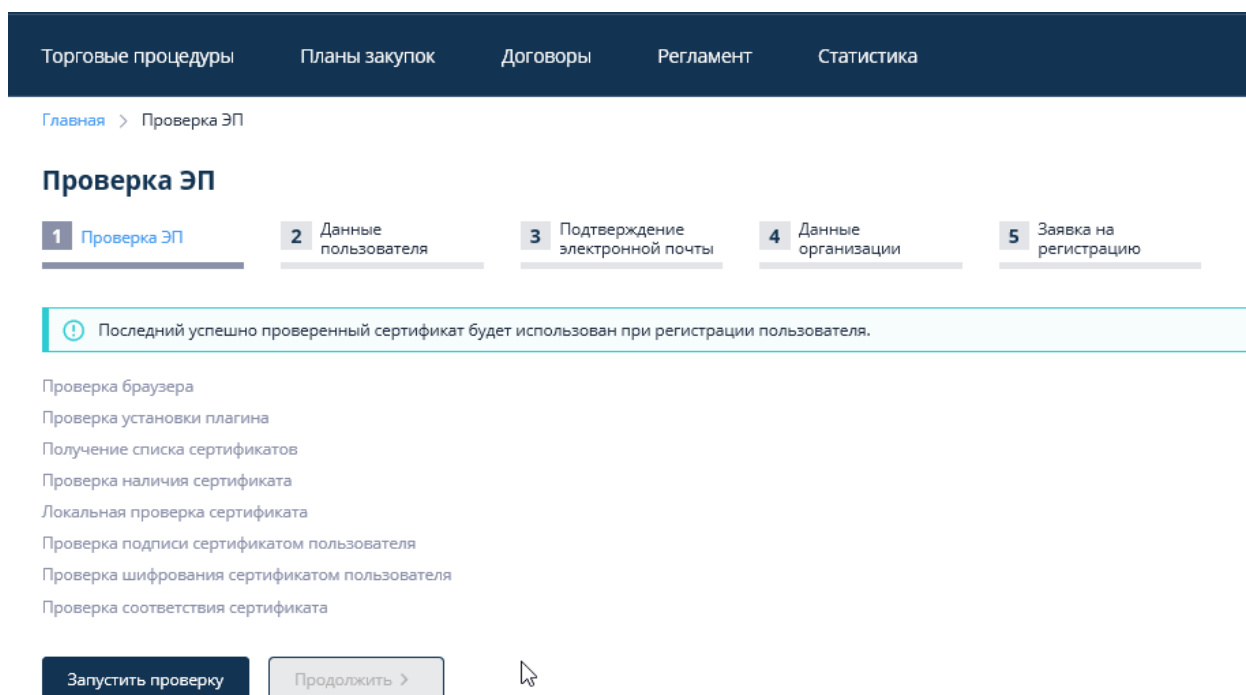 Торговые процедуры Планы закупок Договоры Регламент Статистика
Главная > Проверка ЭП
Проверка ЭП
1 Проверка ЭП
2 Данные
пользователя
3 Подтверждение
электронной почты
4 Данные
организации
5 Заявка на
регистрацию
Последний успешно проверенный сертификат будет использован при регистрации пользователя.
Проверка браузера
Проверка установки плагина
Получение списка сертификатов
Проверка наличия сертификата
Локальная проверка сертификата
Проверка подписи сертификатом пользователя
Проверка шифрования сертификатом пользователя
Проверка соответствия сертификата
Запустить проверку Продолжить >